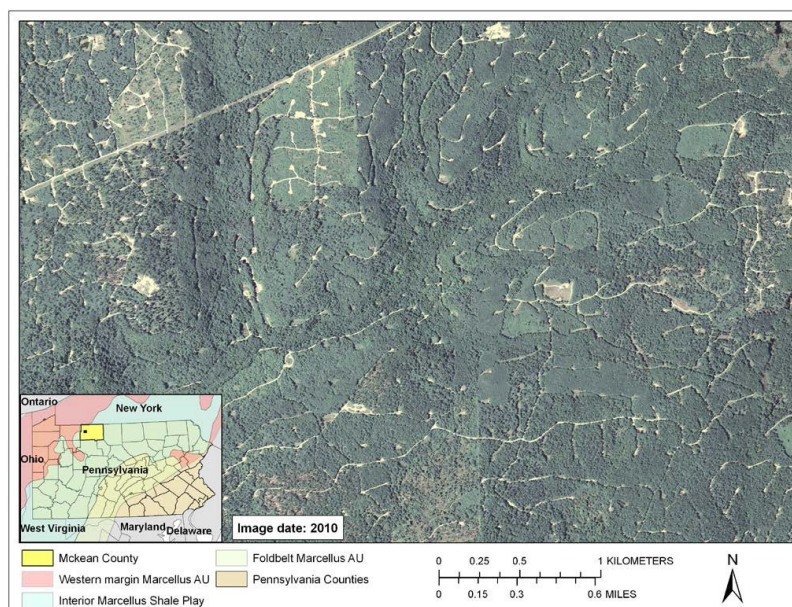 Ontario
New York
Ohio
Pennsylvania
West Virginia
Maryland
Delaware
Image date: 2010
Mckean County
Western margin Marcellus AU
Interior Marcellus Shale Play
Foldbelt Marcellus AU
Pennsylvania Counties
0 0.25 0.5 1 KILOMETERS
0 0.15 0.3 0.6 MILES
N